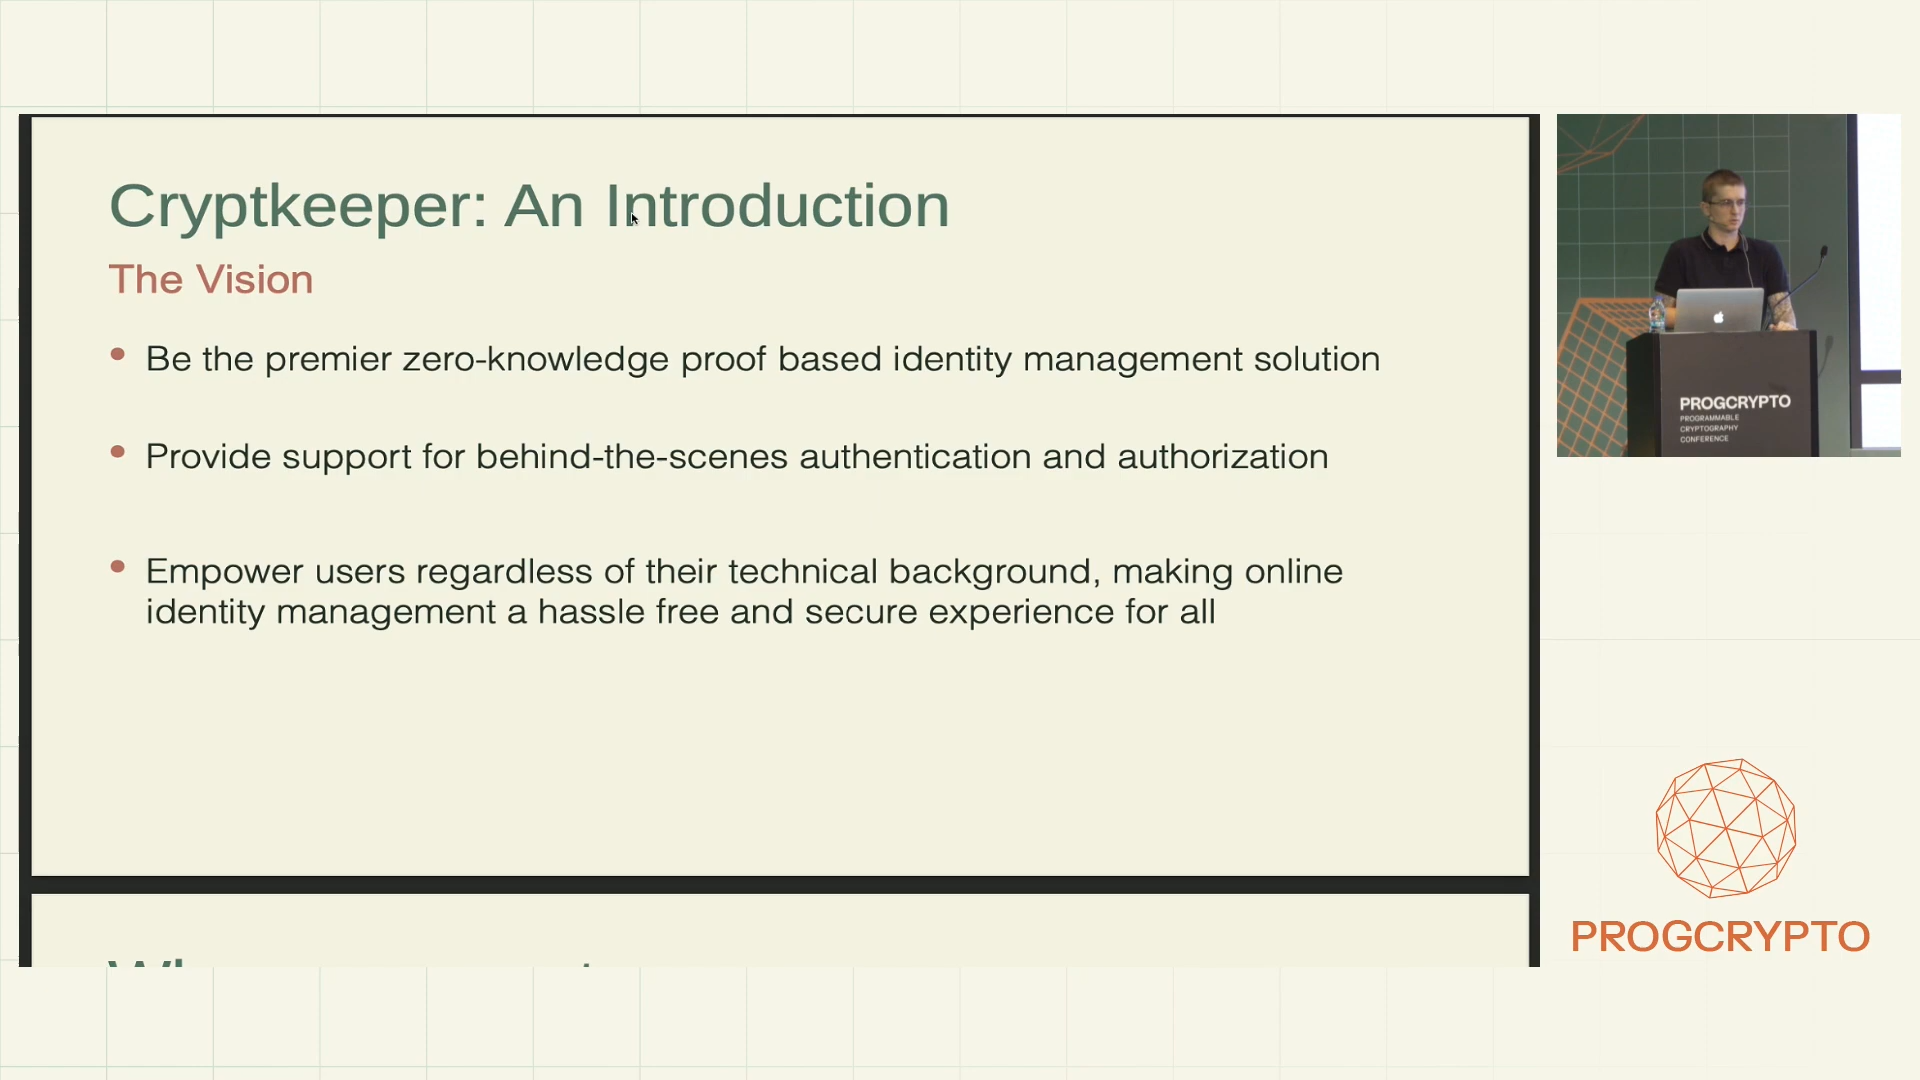 Cryptkeeper: An Introduction
The Vision
• Be the premier zero-knowledge proof based identity management solution
• Provide support for behind-the-scenes authentication and authorization
• Empower users regardless of their technical background, making online
identity management a hassle free and secure experience for all
PROGCRYPTO
PROGRAMMABLE
CRYPTOGRAPHY
CONFERENCE
PROGCRYPTO